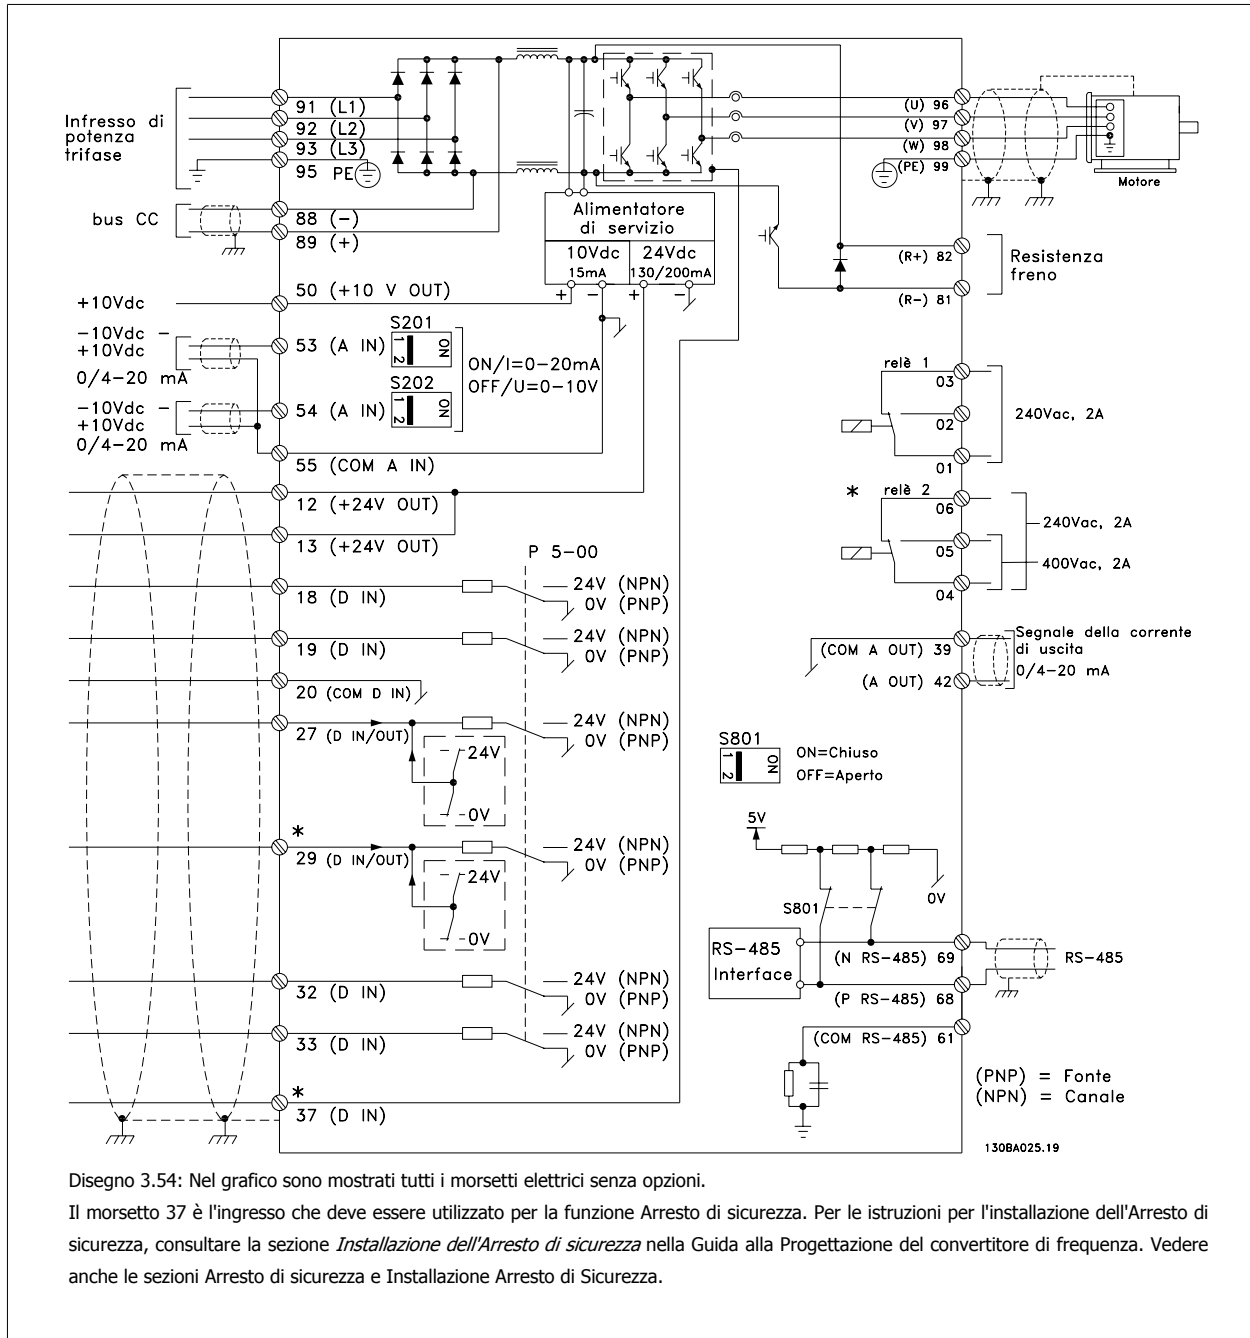 Infresso di
potenza
trifase
91 (L1)
92 (L2)
93 (L3)
95 PE
bus CC
88 (-)
89 (+)
+10Vdc
50 (+10 V OUT)
-10Vdc -
+10Vdc
0/4-20 mA
53 (A IN)
S201
1 2
ON
ON/I=0-20mA
OFF/U=0-10V
-10Vdc -
+10Vdc
0/4-20 mA
54 (A IN)
S202
1 2
ON
55 (COM A IN)
12 (+24V OUT)
13 (+24V OUT)
P 5-00
18 (D IN)
24V (NPN)
0V (PNP)
19 (D IN)
24V (NPN)
0V (PNP)
20 (COM D IN)
27 (D IN/OUT)
24V (NPN)
0V (PNP)
24V
0V
*
29 (D IN/OUT)
24V (NPN)
0V (PNP)
24V
0V
32 (D IN)
24V (NPN)
0V (PNP)
33 (D IN)
24V (NPN)
0V (PNP)
*
37 (D IN)
Alimentatore
di servizio
10Vdc
15mA
24Vdc
130/200mA
+ - + -
(U) 96
(V) 97
(W) 98
(PE) 99
Motore
(R+) 82
(R-) 81
Resistenza
freno
relè 1
03
02
01
240Vac, 2A
*
relè 2
06
05
04
240Vac, 2A
400Vac, 2A
(COM A OUT) 39
(A OUT) 42
Segnale della corrente
di uscita
0/4-20 mA
S801
1 2
ON
ON=Chiuso
OFF=Aperto
5V
0V
S801
RS-485
Interface
(N RS-485) 69
(P RS-485) 68
RS-485
(COM RS-485) 61
(PNP) = Fonte
(NPN) = Canale
130BA025.19
Disegno 3.54: Nel grafico sono mostrati tutti i morsetti elettrici senza opzioni.
Il morsetto 37 è l'ingresso che deve essere utilizzato per la funzione Arresto di sicurezza. Per le istruzioni per l'installazione dell'Arresto di
sicurezza, consultare la sezione Installazione dell'Arresto di sicurezza nella Guida alla Progettazione del convertitore di frequenza. Vedere
anche le sezioni Arresto di sicurezza e Installazione Arresto di Sicurezza.